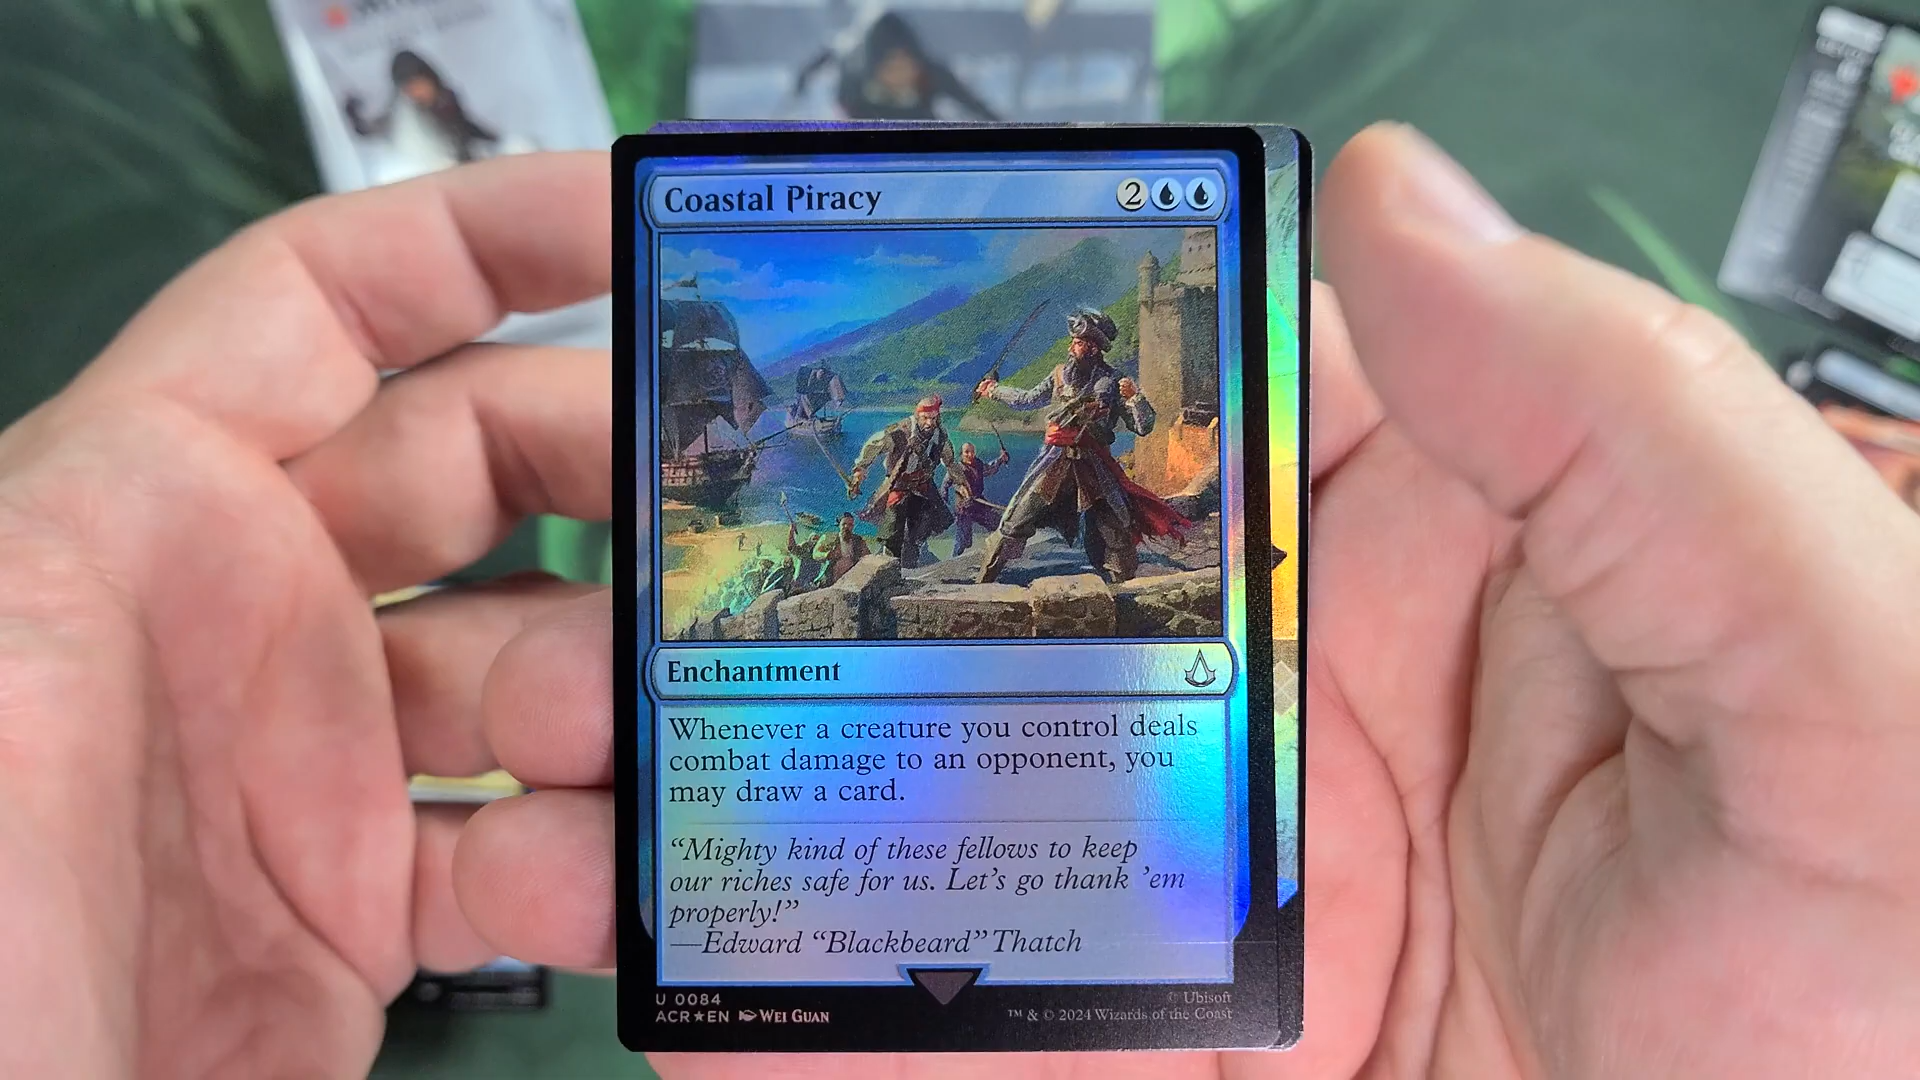 Coastal Piracy
2
Enchantment
Whenever a creature you control deals
combat damage to an opponent, you
may draw a card.
“Mighty kind of these fellows to keep
our riches safe for us. Let’s go thank ’em
properly!”
—Edward “Blackbeard” Thatch
U 0084
ACR★EN Wei Guan
© Ubisoft
™ & © 2024 Wizards of the Coast